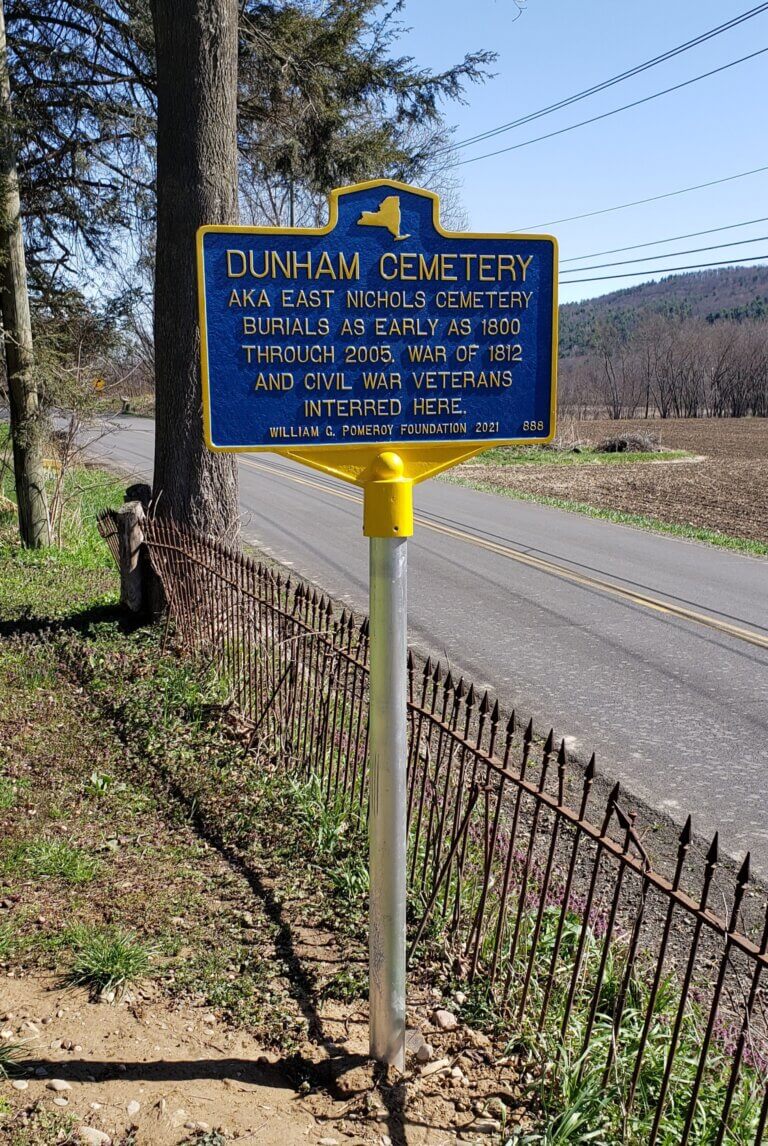 DUNHAM CEMETERY
AKA EAST NICHOLS CEMETERY
BURIALS AS EARLY AS 1800
THROUGH 2005. WAR OF 1812
AND CIVIL WAR VETERANS
INTERRED HERE.
WILLIAM G. POMEROY FOUNDATION 2021 888